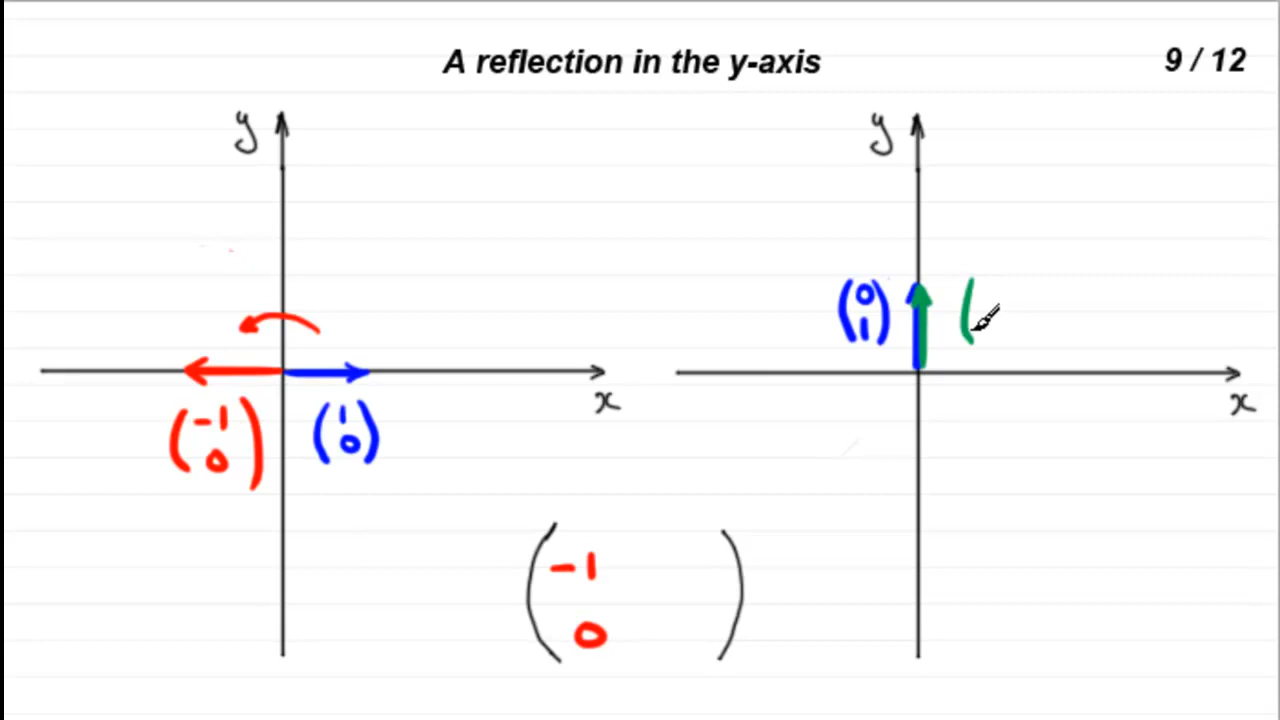 A reflection in the y-axis
9 / 12
y
y
(0
1)
(
x
x
(-1
0)
(1
0)
(-1
0)